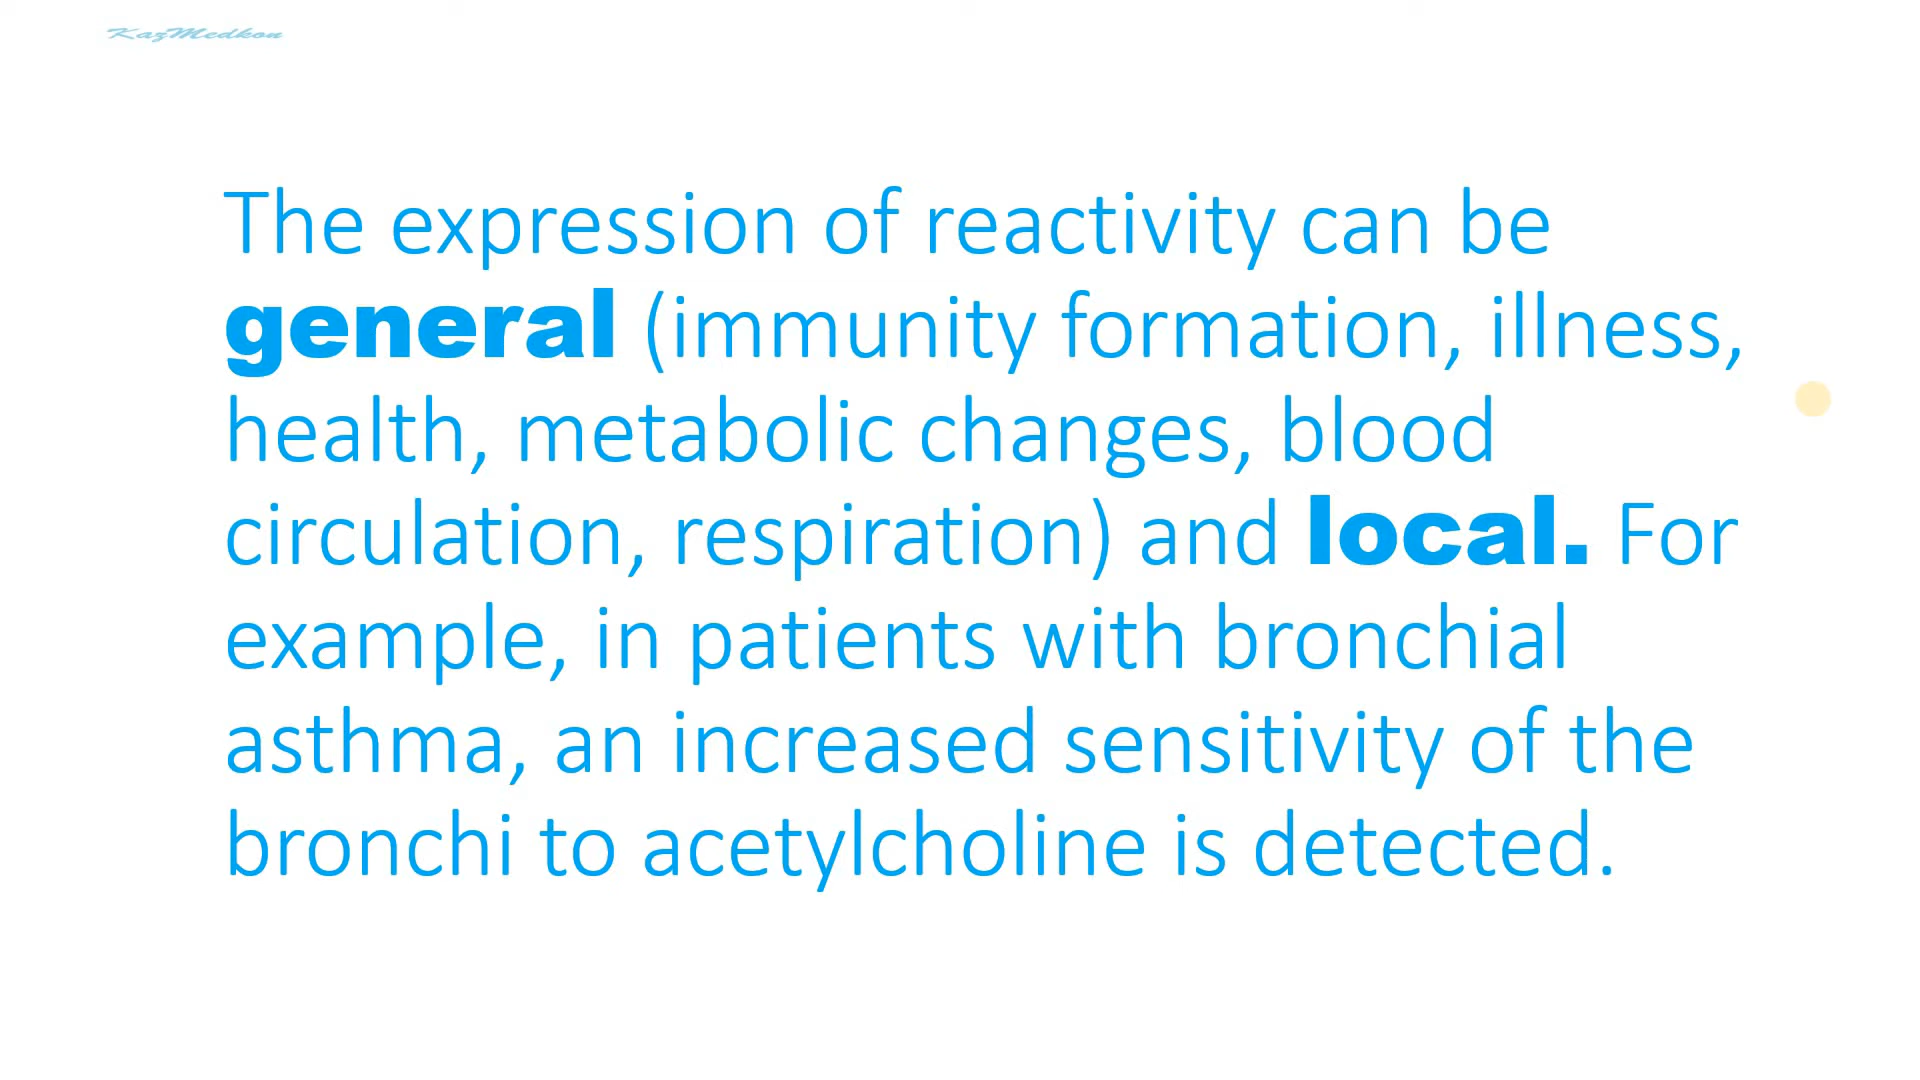 KazMedkon
The expression of reactivity can be
general (immunity formation, illness,
health, metabolic changes, blood
circulation, respiration) and local. For
example, in patients with bronchial
asthma, an increased sensitivity of the
bronchi to acetylcholine is detected.